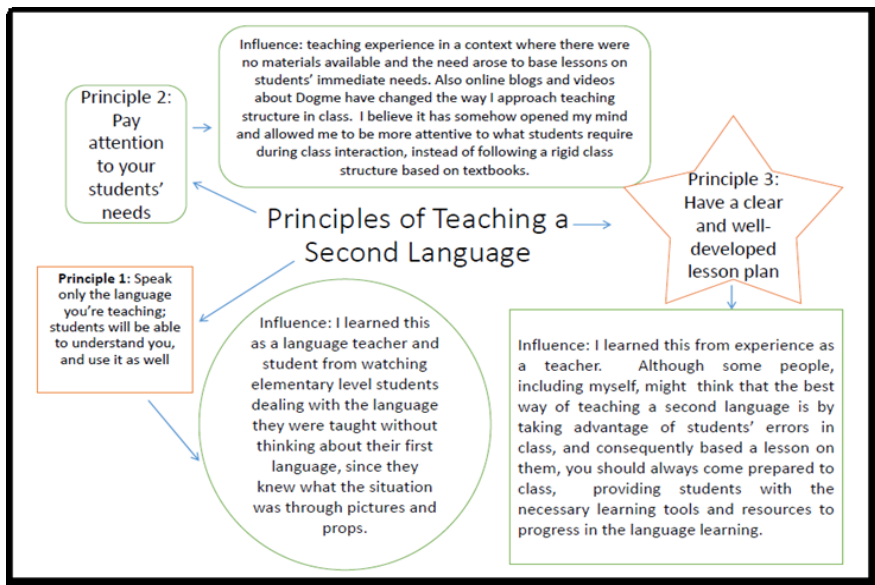 Principles of Teaching a
Second Language
Principle 1: Speak
only the language
you're teaching;
students will be able
to understand you,
and use it as well
Influence: I learned this
as a language teacher and
student from watching
elementary level students
dealing with the language
they were taught without
thinking about their first
language, since they
knew what the situation
was through pictures and
props.
Principle 2:
Pay
attention
to your
students'
needs
Influence: teaching experience in a context where there were
no materials available and the need arose to base lessons on
students' immediate needs. Also online blogs and videos
about Dogme have changed the way I approach teaching
structure in class. I believe it has somehow opened my mind
and allowed me to be more attentive to what students require
during class interaction, instead of following a rigid class
structure based on textbooks.
Principle 3:
Have a clear
and well-
developed
lesson plan
Influence: I learned this from experience as
a teacher. Although some people,
including myself, might think that the best
way of teaching a second language is by
taking advantage of students' errors in
class, and consequently based a lesson on
them, you should always come prepared to
class, providing students with the
necessary learning tools and resources to
progress in the language learning.